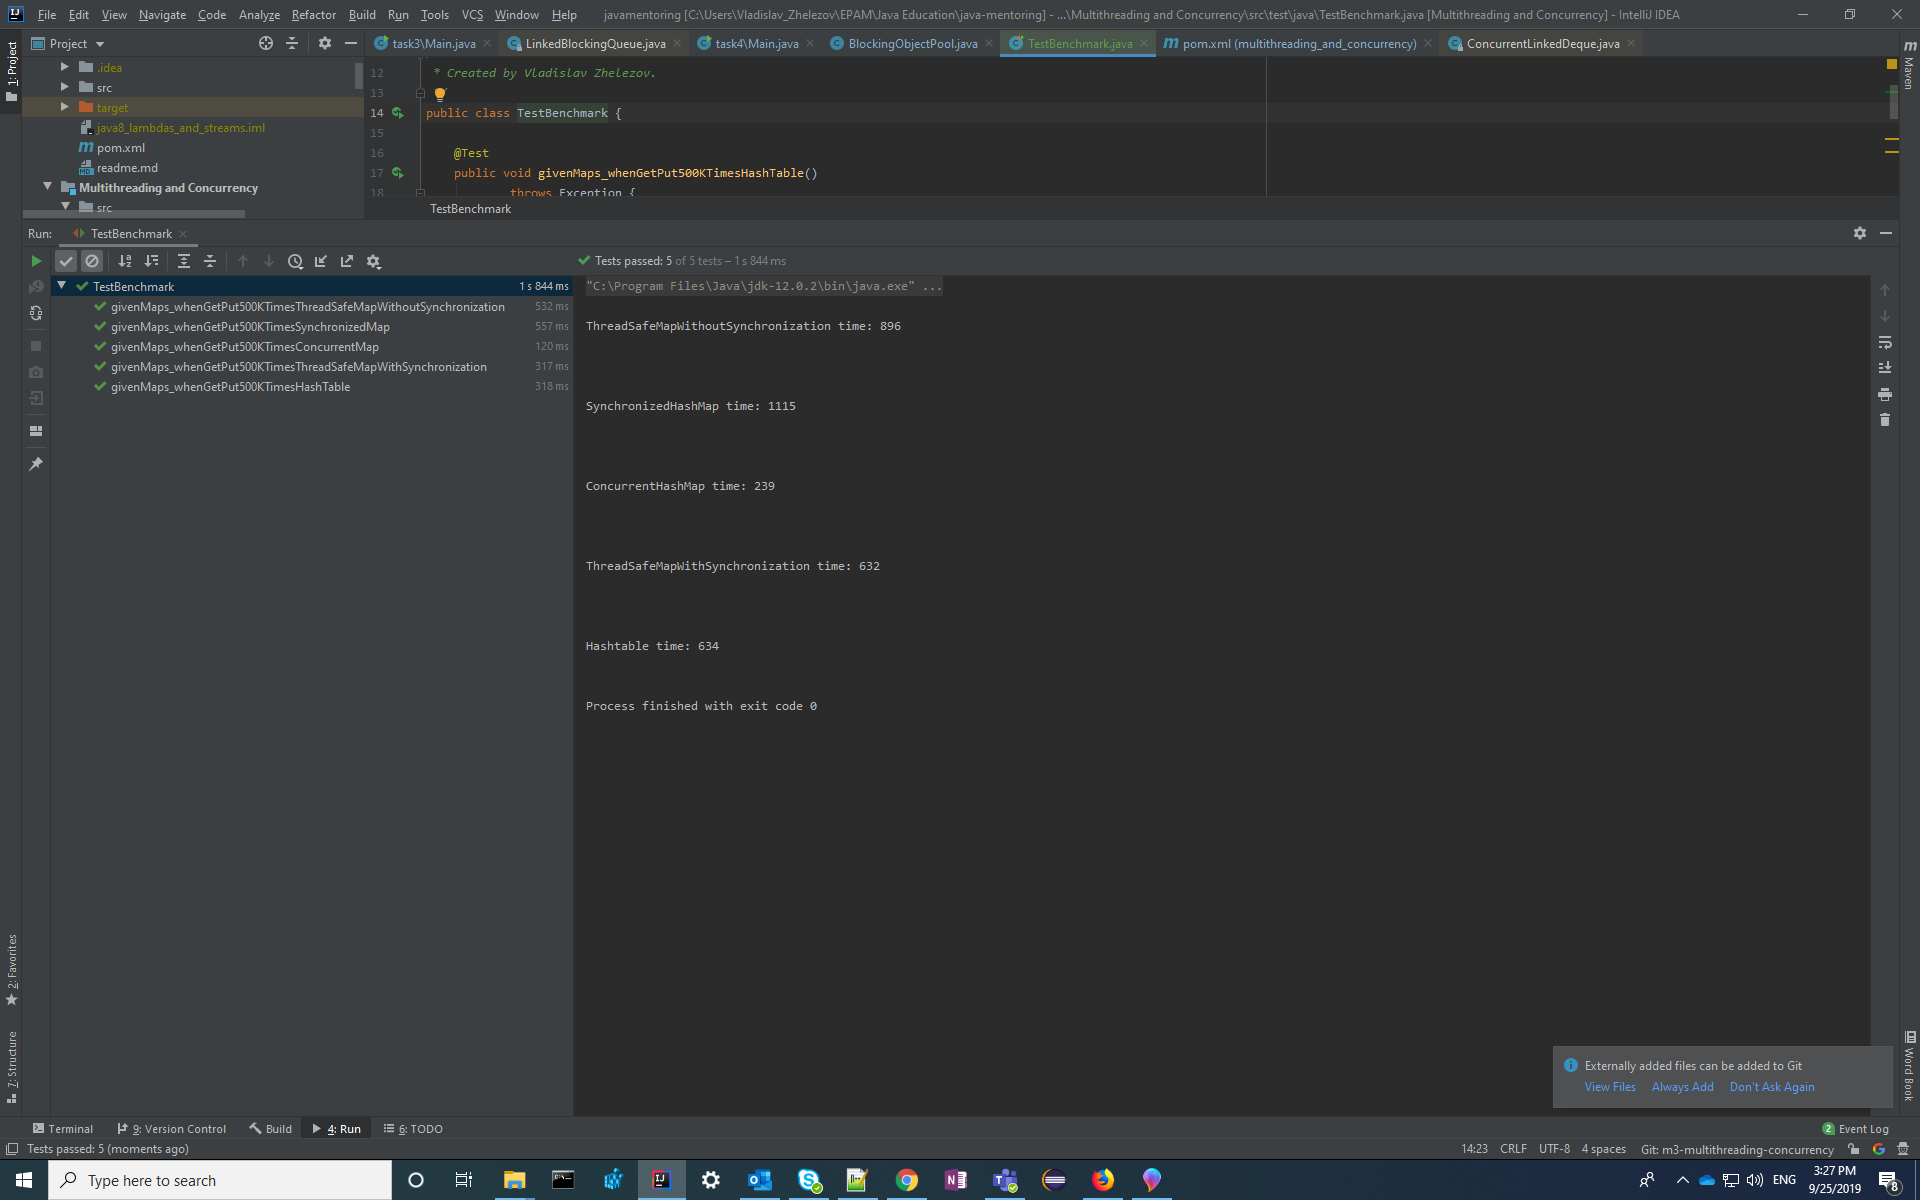 File Edit View Navigate Code Analyze Refactor Build Run Tools VCS Window Help javamentoring [C:\Users\Vladislav_Zhelezov\EPAM\Java Education\java-mentoring] - ...\Multithreading and Concurrency\src\test\java\TestBenchmark.java [Multithreading and Concurrency] - IntelliJ IDEA
1: Project
Project
task3\Main.java LinkedBlockingQueue.java task4\Main.java BlockingObjectPool.java TestBenchmark.java pom.xml (multithreading_and_concurrency) ConcurrentLinkedDeque.java
Maven
.idea
src
target
java8_lambdas_and_streams.iml
pom.xml
readme.md
Multithreading and Concurrency
src
12 * Created by Vladislav Zhelezov.
13
14 public class TestBenchmark {
15
16 @Test
17 public void givenMaps_whenGetPut500KTimesHashTable()
18 throws Exception {
TestBenchmark
Run: TestBenchmark
Tests passed: 5 of 5 tests – 1 s 844 ms
TestBenchmark 1 s 844 ms
givenMaps_whenGetPut500KTimesThreadSafeMapWithoutSynchronization 532 ms
givenMaps_whenGetPut500KTimesSynchronizedMap 557 ms
givenMaps_whenGetPut500KTimesConcurrentMap 120 ms
givenMaps_whenGetPut500KTimesThreadSafeMapWithSynchronization 317 ms
givenMaps_whenGetPut500KTimesHashTable 318 ms
"C:\Program Files\Java\jdk-12.0.2\bin\java.exe" ...
ThreadSafeMapWithoutSynchronization time: 896
SynchronizedHashMap time: 1115
ConcurrentHashMap time: 239
ThreadSafeMapWithSynchronization time: 632
Hashtable time: 634
Process finished with exit code 0
2: Favorites
7: Structure
Word Book
Externally added files can be added to Git
View Files Always Add Don't Ask Again
Terminal 9: Version Control Build 4: Run 6: TODO 2 Event Log
Tests passed: 5 (moments ago) 14:23 CRLF UTF-8 4 spaces Git: m3-multithreading-concurrency
Type here to search
ENG
3:27 PM
9/25/2019
8